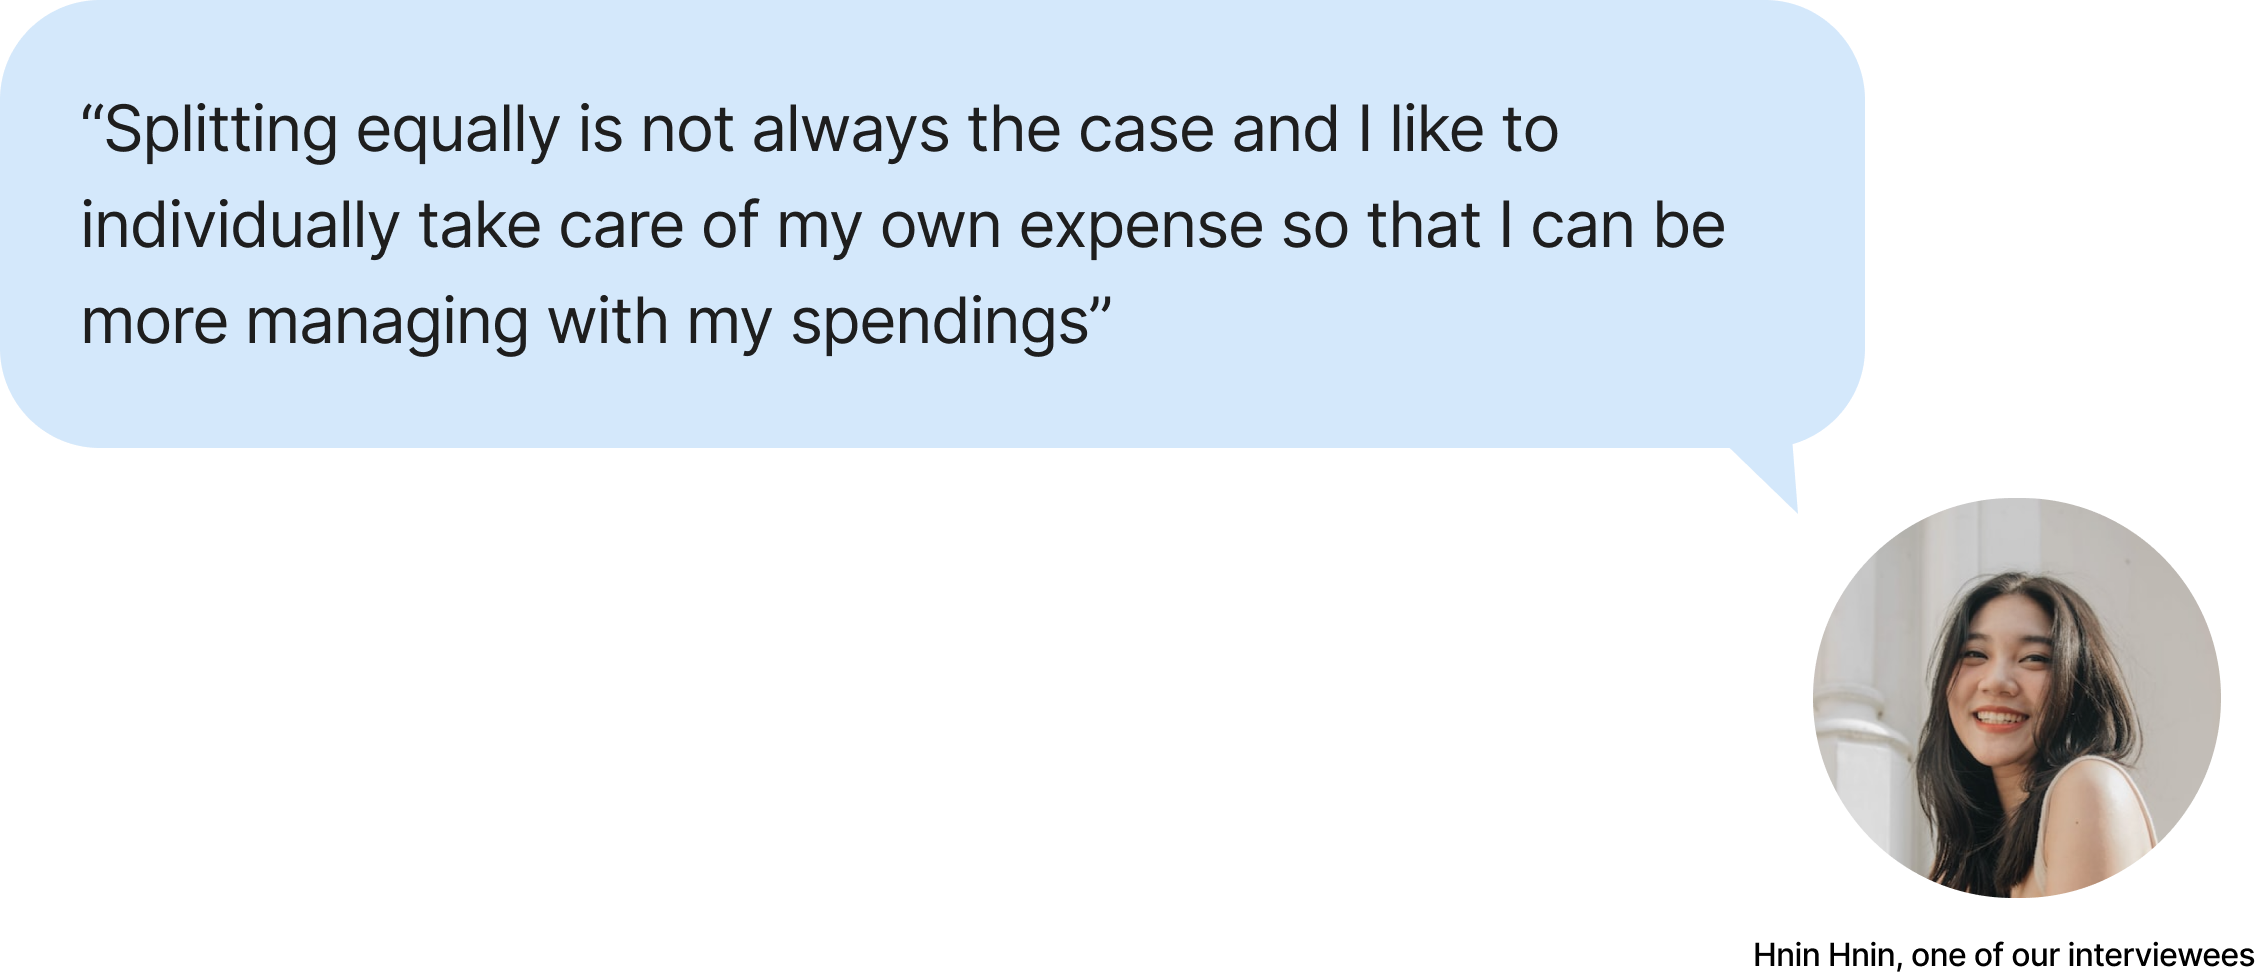 “Splitting equally is not always the case and I like to
individually take care of my own expense so that I can be
more managing with my spendings”
Hnin Hnin, one of our interviewees